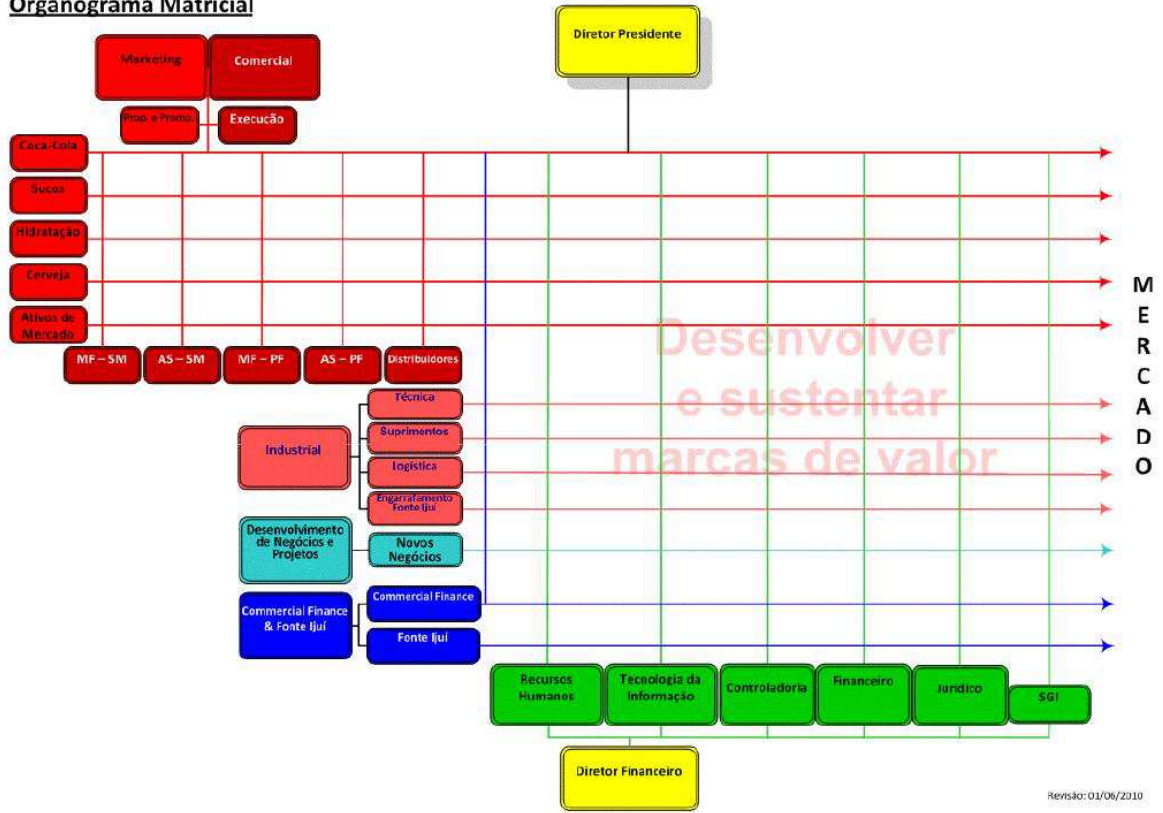 Organograma Matricial
Diretor Presidente
Marketing
Comercial
Prop. e Promo.
Execução
Coca-Cola
Sucos
Hidratação
Cerveja
Ativos de
Mercado
MF – SM
AS – SM
MF – PF
AS – PF
Distribuidores
Desenvolver
e sustentar
marcas de valor
MERCADO
Industrial
Técnica
Suprimentos
Logística
Engarrafamento
Fonte Ijuí
Desenvolvimento
de Negócios e
Projetos
Novos
Negócios
Commercial Finance
& Fonte Ijuí
Commercial Finance
Fonte Ijuí
Recursos
Humanos
Tecnologia da
Informação
Controladoria
Financeiro
Jurídico
SGI
Diretor Financeiro
Revisão: 01/06/2010